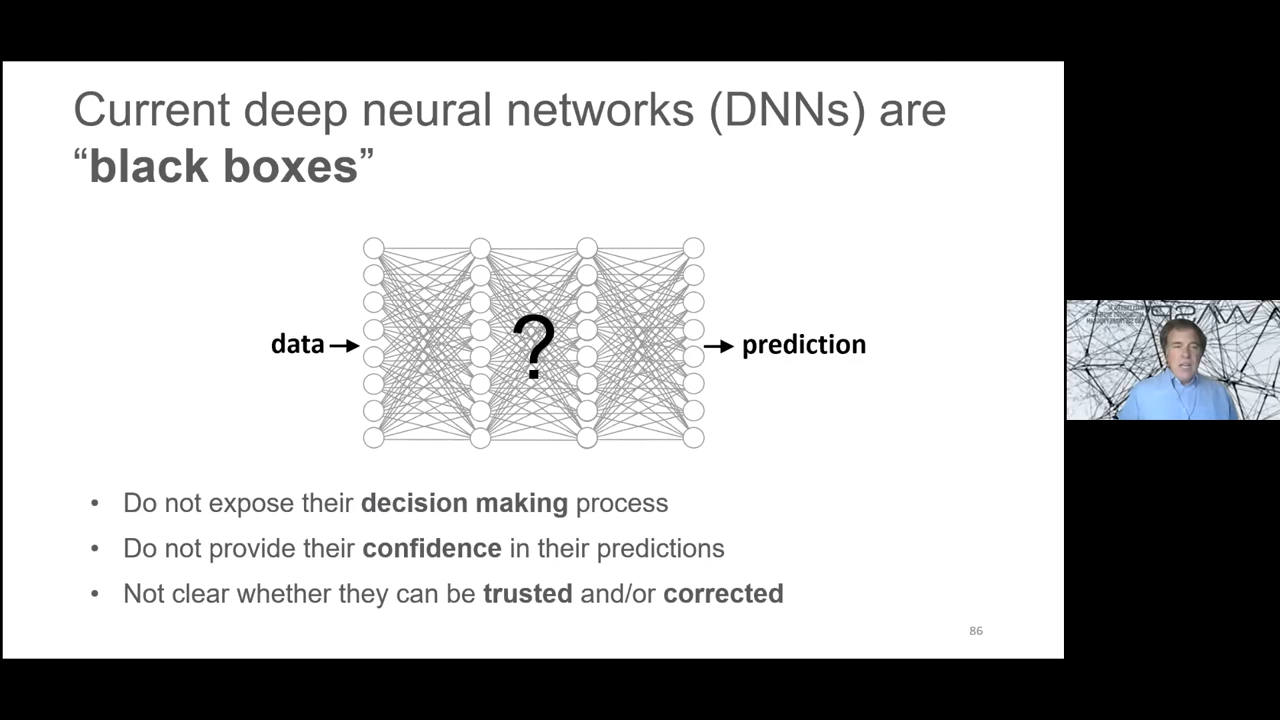 Current deep neural networks (DNNs) are
“black boxes”
data
?
prediction
• Do not expose their decision making process
• Do not provide their confidence in their predictions
• Not clear whether they can be trusted and/or corrected
86